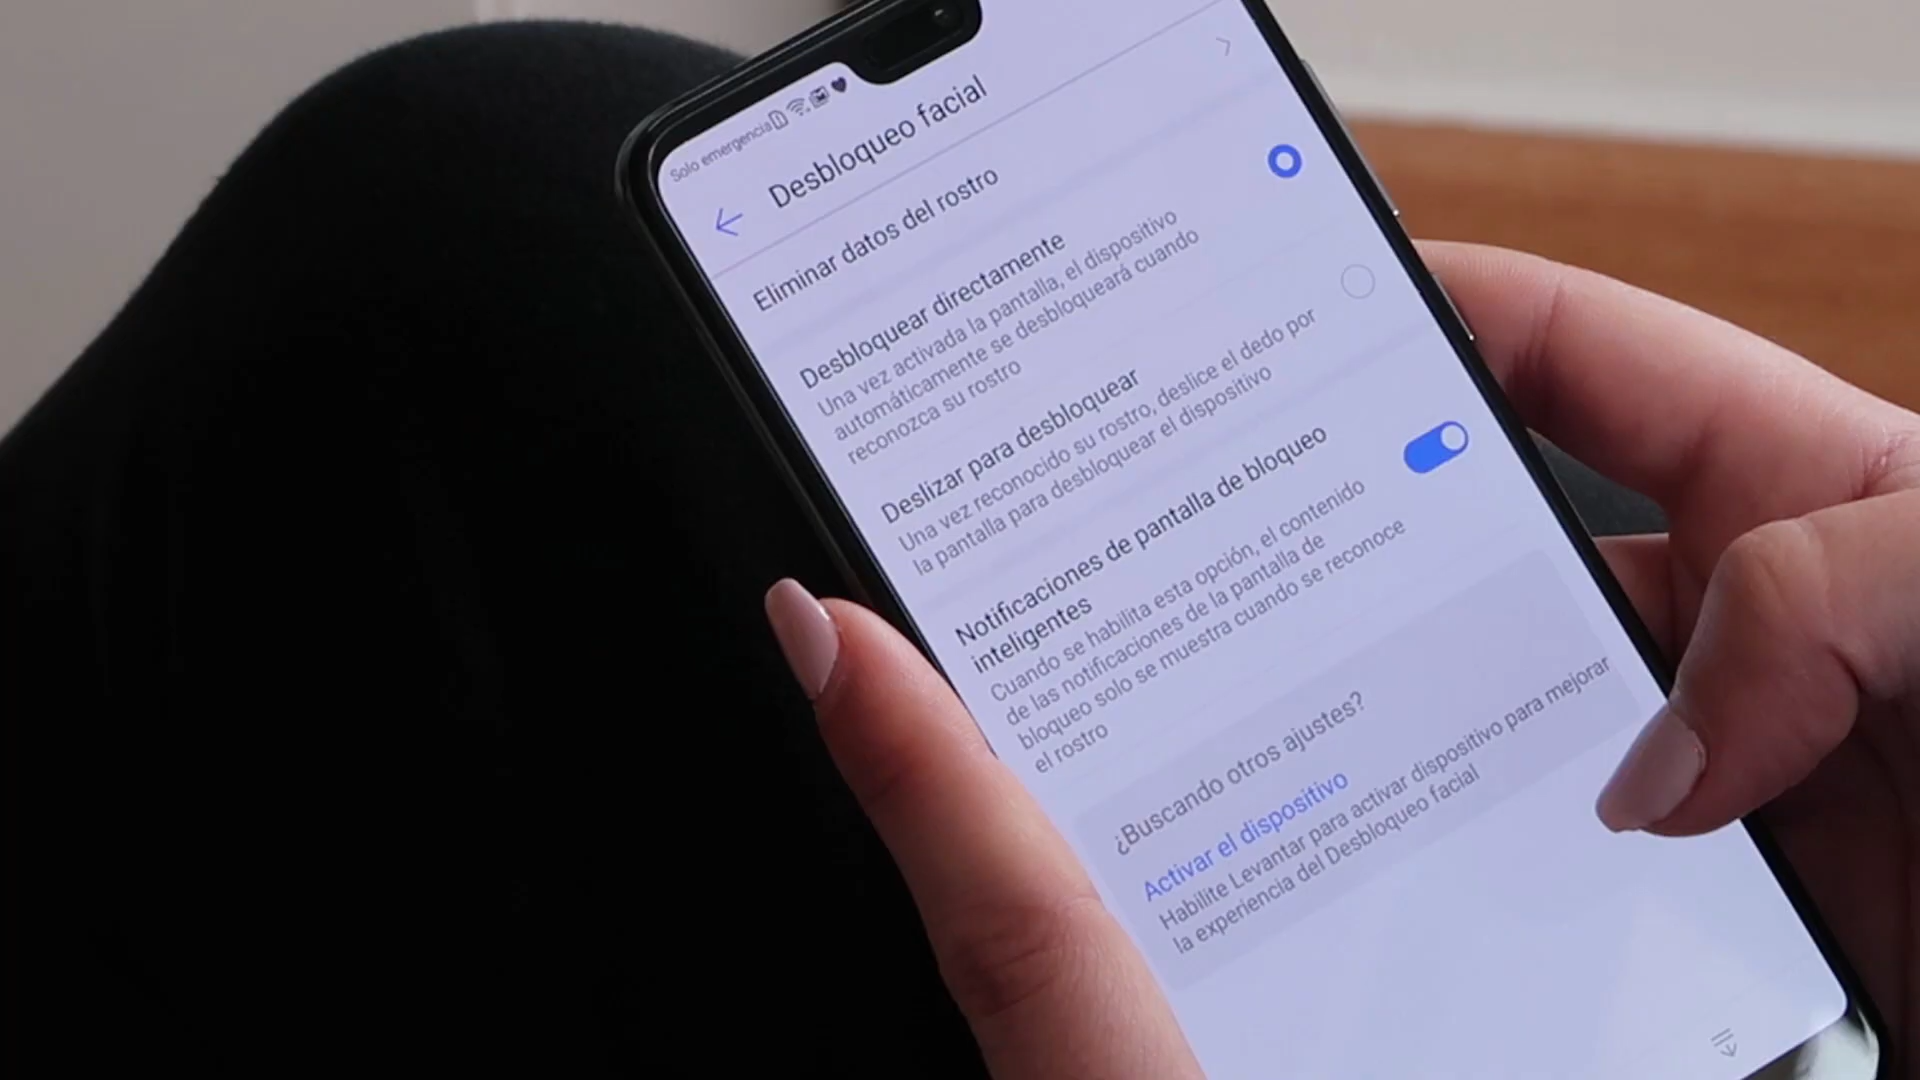 Solo emergencia
Desbloqueo facial
Eliminar datos del rostro
Desbloquear directamente
Una vez activada la pantalla, el dispositivo
automáticamente se desbloqueará cuando
reconozca su rostro
Deslizar para desbloquear
Una vez reconocido su rostro, deslice el dedo por
la pantalla para desbloquear el dispositivo
Notificaciones de pantalla de bloqueo
inteligentes
Cuando se habilita esta opción, el contenido
de las notificaciones de la pantalla de
bloqueo solo se muestra cuando se reconoce
el rostro
¿Buscando otros ajustes?
Activar el dispositivo
Habilite Levantar para activar dispositivo para mejorar
la experiencia del Desbloqueo facial